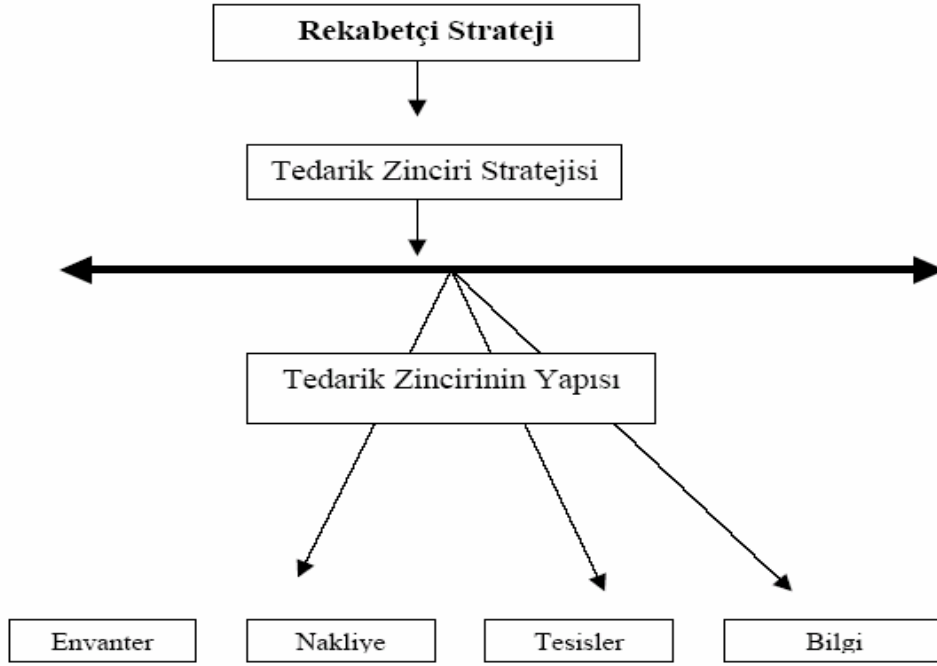 Rekabetçi Strateji
Tedarik Zinciri Stratejisi
Tedarik Zincirinin Yapısı
Envanter
Nakliye
Tesisler
Bilgi